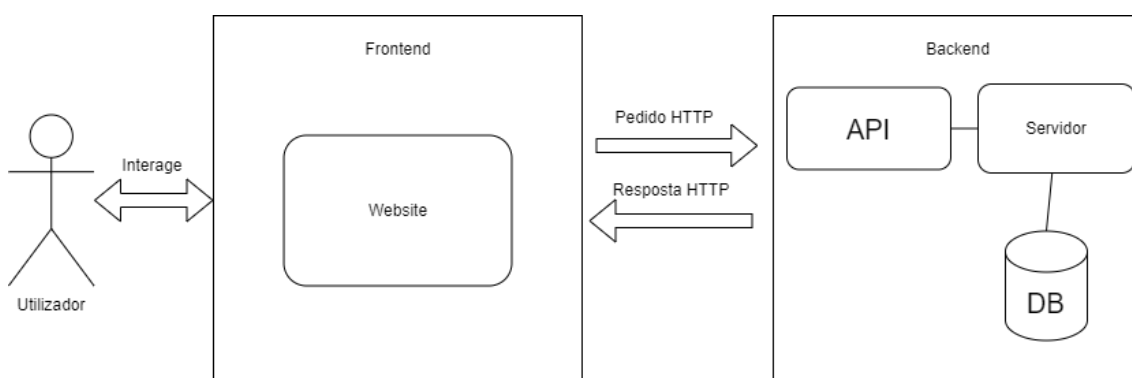 Frontend
Backend
Pedido HTTP
API
Servidor
Interage
Resposta HTTP
Website
Utilizador
DB